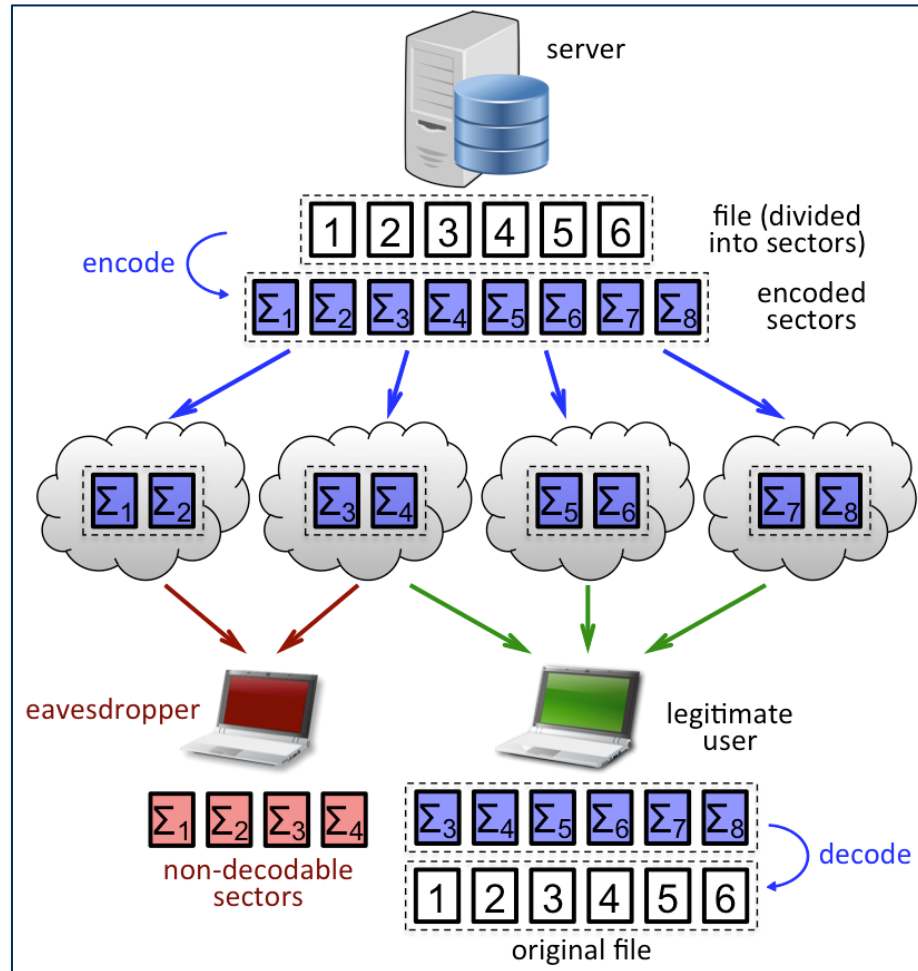 server
1 2 3 4 5 6
file (divided
into sectors)
encode
Σ1 Σ2 Σ3 Σ4 Σ5 Σ6 Σ7 Σ8
encoded
sectors
Σ1 Σ2
Σ3 Σ4
Σ5 Σ6
Σ7 Σ8
eavesdropper
legitimate
user
Σ1 Σ2 Σ3 Σ4
non-decodable
sectors
Σ3 Σ4 Σ5 Σ6 Σ7 Σ8
decode
1 2 3 4 5 6
original file